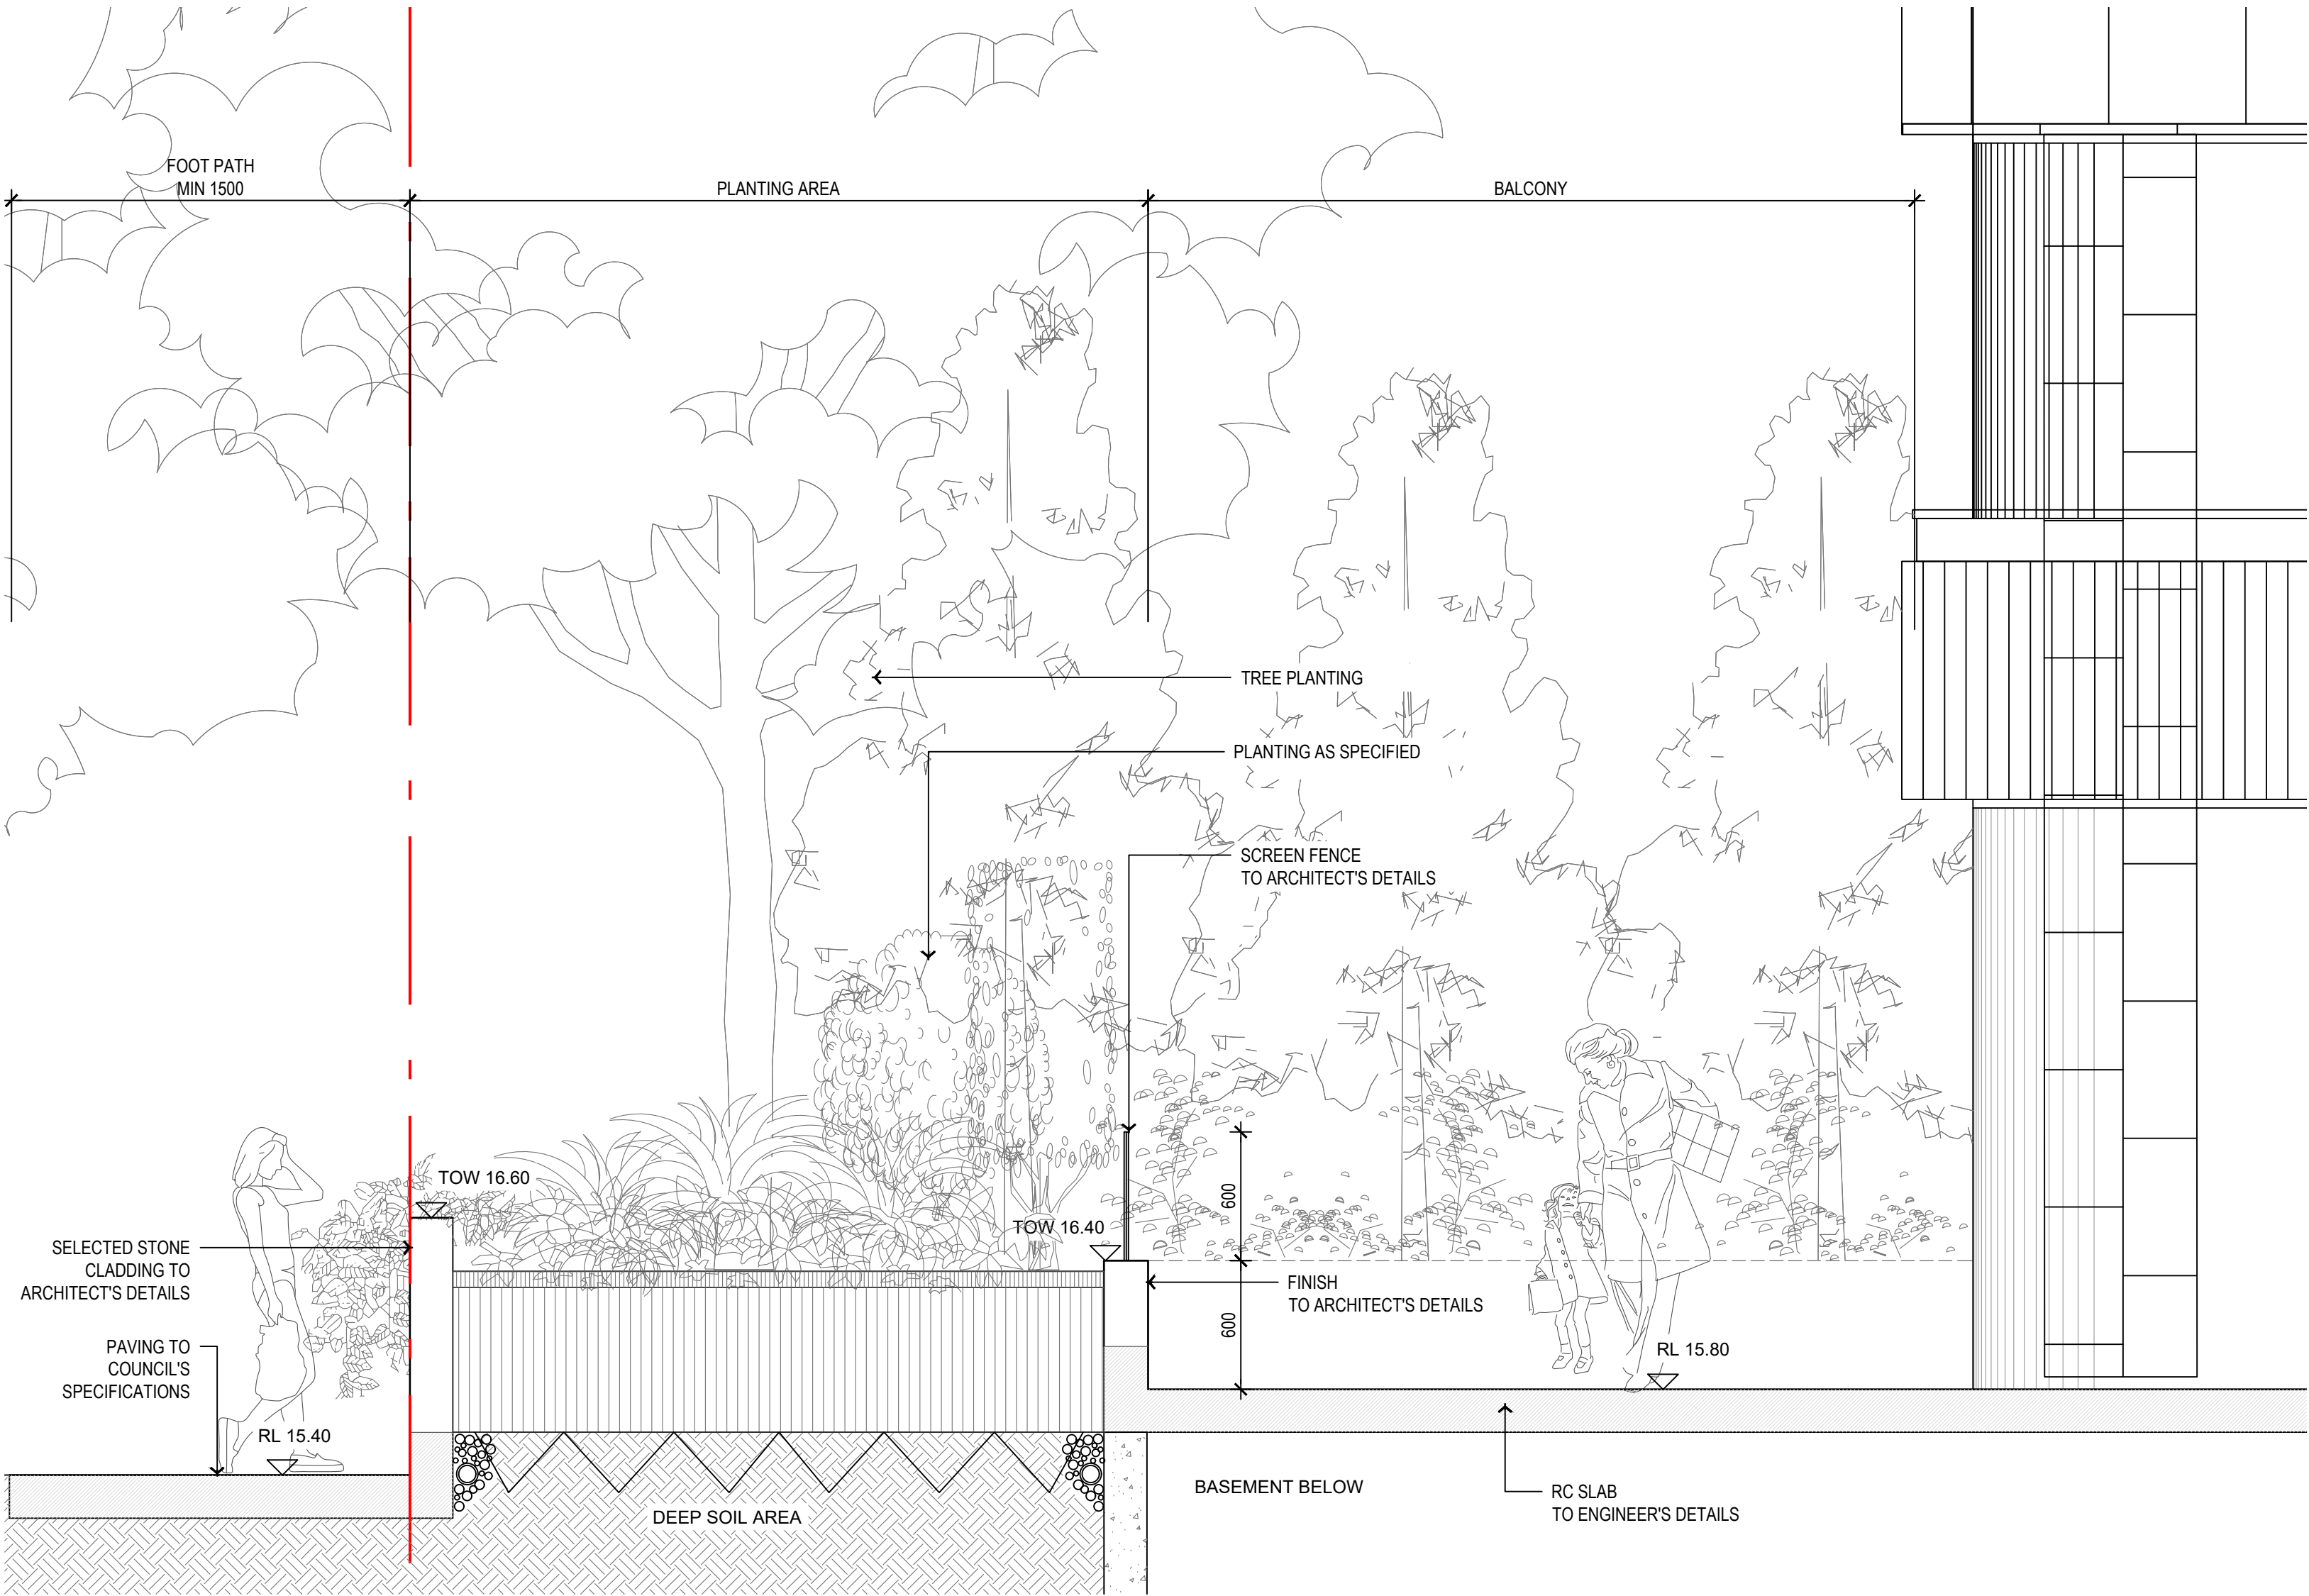 FOOT PATH
MIN 1500
PLANTING AREA
BALCONY
TREE PLANTING
PLANTING AS SPECIFIED
SCREEN FENCE
TO ARCHITECT'S DETAILS
TOW 16.60
600
TOW 16.40
SELECTED STONE
CLADDING TO
ARCHITECT'S DETAILS
FINISH
TO ARCHITECT'S DETAILS
600
PAVING TO
COUNCIL'S
SPECIFICATIONS
RL 15.80
RL 15.40
BASEMENT BELOW
RC SLAB
TO ENGINEER'S DETAILS
DEEP SOIL AREA